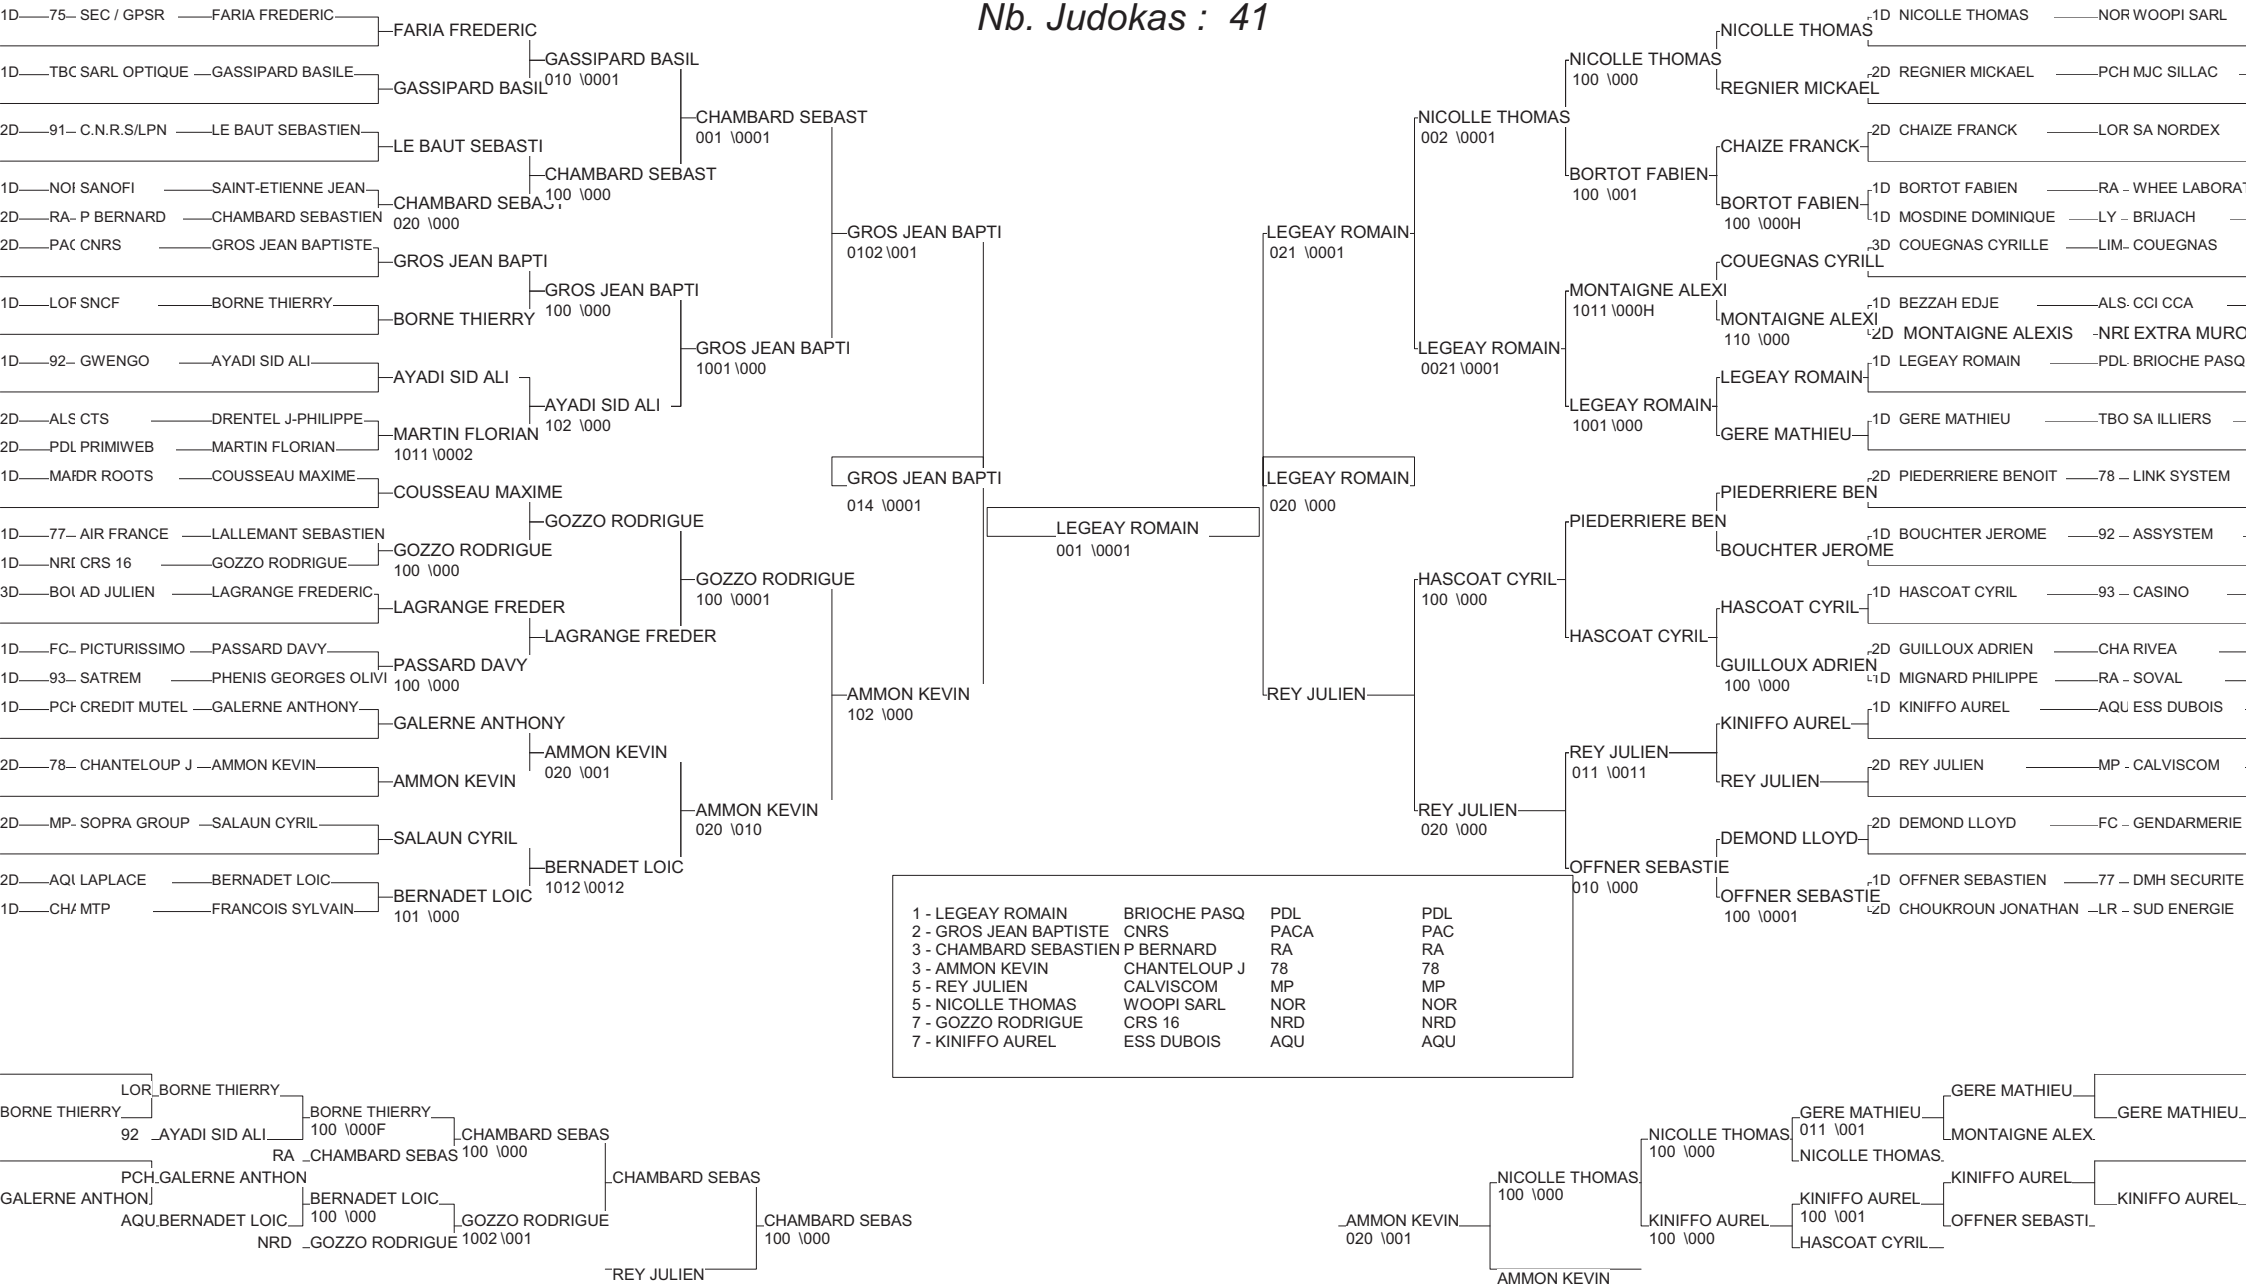 Nb. Judokas : 41
1D 75 SEC / GPSR FARIA FREDERIC
1D TBO SARL OPTIQUE GASSIPARD BASILE
2D 91 C.N.R.S/LPN LE BAUT SEBASTIEN
1D NOR SANOFI SAINT-ETIENNE JEAN
2D RA P BERNARD CHAMBARD SEBASTIEN
2D PAC CNRS GROS JEAN BAPTISTE
1D LOR SNCF BORNE THIERRY
1D 92 GWENGO AYADI SID ALI
2D ALS CTS DRENTEL J-PHILIPPE
2D PDL PRIMIWEB MARTIN FLORIAN
1D MAR DR ROOTS COUSSEAU MAXIME
1D 77 AIR FRANCE LALLEMANT SEBASTIEN
1D NRD CRS 16 GOZZO RODRIGUE
3D BOU AD JULIEN LAGRANGE FREDERIC
1D FC PICTURISSIMO PASSARD DAVY
1D 93 SATREM PHENIS GEORGES OLIVI
1D PCH CREDIT MUTEL GALERNE ANTHONY
2D 78 CHANTELOUP J AMMON KEVIN
2D MP SOPRA GROUP SALAUN CYRIL
2D AQU LAPLACE BERNADET LOIC
1D CHA MTP FRANCOIS SYLVAIN
FARIA FREDERIC
GASSIPARD BASIL
LE BAUT SEBASTI
CHAMBARD SEBAST
020 \000
GROS JEAN BAPTI
BORNE THIERRY
AYADI SID ALI
MARTIN FLORIAN
1011 \0002
COUSSEAU MAXIME
GOZZO RODRIGUE
100 \000
LAGRANGE FREDER
PASSARD DAVY
100 \000
GALERNE ANTHONY
AMMON KEVIN
SALAUN CYRIL
BERNADET LOIC
101 \000
GASSIPARD BASIL
010 \0001
CHAMBARD SEBAST
100 \000
GROS JEAN BAPTI
100 \000
AYADI SID ALI
102 \000
GOZZO RODRIGUE
LAGRANGE FREDER
AMMON KEVIN
020 \001
BERNADET LOIC
1012 \0012
CHAMBARD SEBAST
001 \0001
GROS JEAN BAPTI
1001 \000
GOZZO RODRIGUE
100 \0001
AMMON KEVIN
020 \010
GROS JEAN BAPTI
0102 \001
GROS JEAN BAPTI
014 \0001
AMMON KEVIN
102 \000
LEGEAY ROMAIN
001 \0001
LEGEAY ROMAIN
021 \0001
LEGEAY ROMAIN
020 \000
REY JULIEN
NICOLLE THOMAS
002 \0001
LEGEAY ROMAIN
0021 \0001
HASCOAT CYRIL
100 \000
REY JULIEN
020 \000
NICOLLE THOMAS
100 \000
BORTOT FABIEN
100 \001
MONTAIGNE ALEXI
1011 \000H
LEGEAY ROMAIN
1001 \000
PIEDERRIERE BEN
HASCOAT CYRIL
REY JULIEN
011 \0011
OFFNER SEBASTIE
010 \000
NICOLLE THOMAS
REGNIER MICKAEL
CHAIZE FRANCK
BORTOT FABIEN
100 \000H
COUEGNAS CYRILL
MONTAIGNE ALEXI
110 \000
LEGEAY ROMAIN
GERE MATHIEU
PIEDERRIERE BEN
BOUCHTER JEROME
HASCOAT CYRIL
GUILLOUX ADRIEN
100 \000
KINIFFO AUREL
REY JULIEN
DEMOND LLOYD
OFFNER SEBASTIE
100 \0001
1D NICOLLE THOMAS NOR WOOPI SARL
2D REGNIER MICKAEL PCH MJC SILLAC
2D CHAIZE FRANCK LOR SA NORDEX
1D BORTOT FABIEN RA WHEE LABORAT
1D MOSDINE DOMINIQUE LY BRIJACH
3D COUEGNAS CYRILLE LIM COUEGNAS
1D BEZZAH EDJE ALS CCI CCA
2D MONTAIGNE ALEXIS NRD EXTRA MURO
1D LEGEAY ROMAIN PDL BRIOCHE PASQ
1D GERE MATHIEU TBO SA ILLIERS
2D PIEDERRIERE BENOIT 78 LINK SYSTEM
1D BOUCHTER JEROME 92 ASSYSTEM
1D HASCOAT CYRIL 93 CASINO
2D GUILLOUX ADRIEN CHA RIVEA
1D MIGNARD PHILIPPE RA SOVAL
1D KINIFFO AUREL AQU ESS DUBOIS
2D REY JULIEN MP CALVISCOM
2D DEMOND LLOYD FC GENDARMERIE
1D OFFNER SEBASTIEN 77 DMH SECURITE
2D CHOUKROUN JONATHAN LR SUD ENERGIE
1 - LEGEAY ROMAIN BRIOCHE PASQ PDL PDL
2 - GROS JEAN BAPTISTE CNRS PACA PAC
3 - CHAMBARD SEBASTIEN P BERNARD RA RA
3 - AMMON KEVIN CHANTELOUP J 78 78
5 - REY JULIEN CALVISCOM MP MP
5 - NICOLLE THOMAS WOOPI SARL NOR NOR
7 - GOZZO RODRIGUE CRS 16 NRD NRD
7 - KINIFFO AUREL ESS DUBOIS AQU AQU
BORNE THIERRY
GALERNE ANTHON
LOR BORNE THIERRY
92 AYADI SID ALI
PCH GALERNE ANTHON
AQU BERNADET LOIC
BORNE THIERRY
100 \000F
RA CHAMBARD SEBAS
BERNADET LOIC
100 \000
NRD GOZZO RODRIGUE
CHAMBARD SEBAS
100 \000
GOZZO RODRIGUE
1002 \001
CHAMBARD SEBAS
REY JULIEN
CHAMBARD SEBAS
100 \000
AMMON KEVIN
020 \001
NICOLLE THOMAS
100 \000
AMMON KEVIN
NICOLLE THOMAS
100 \000
KINIFFO AUREL
100 \000
GERE MATHIEU
011 \001
NICOLLE THOMAS
KINIFFO AUREL
100 \001
HASCOAT CYRIL
GERE MATHIEU
MONTAIGNE ALEX
KINIFFO AUREL
OFFNER SEBASTI
GERE MATHIEU
KINIFFO AUREL